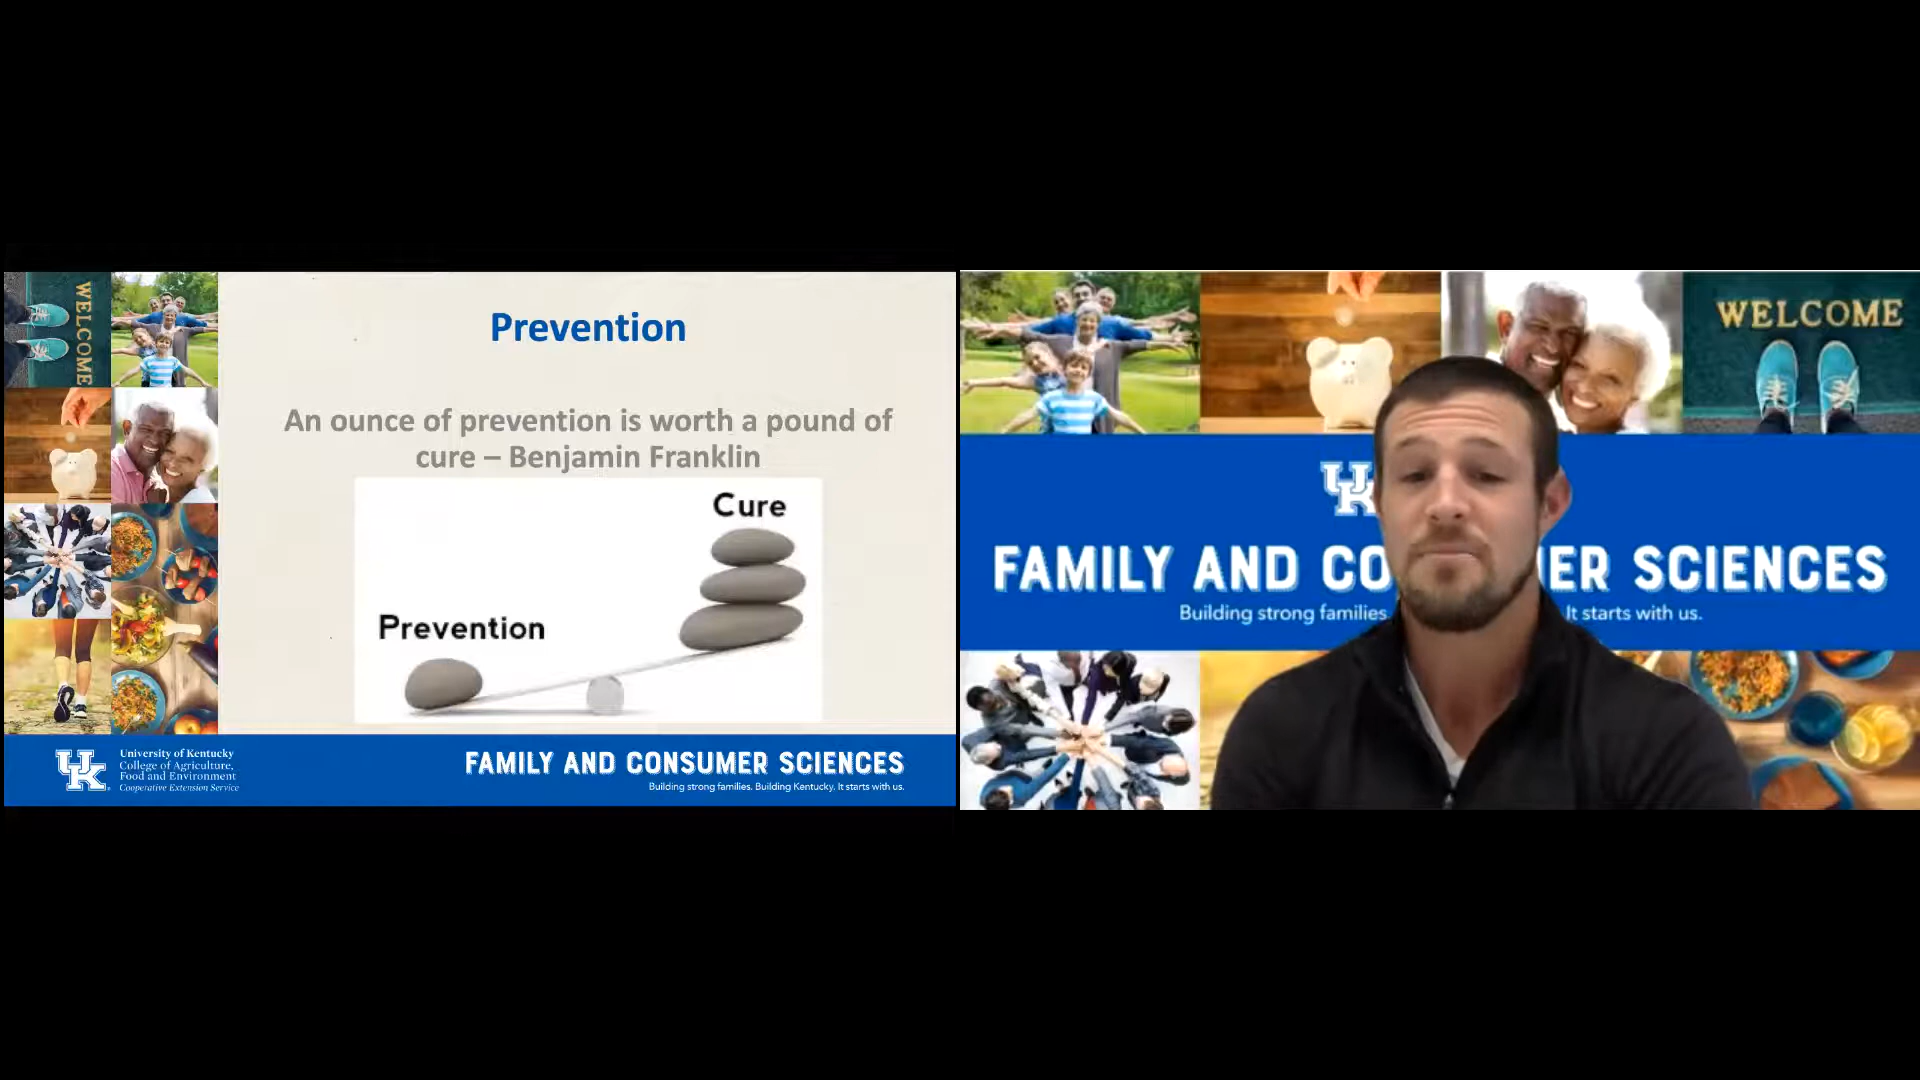 WELCOME
Prevention
An ounce of prevention is worth a pound of
cure – Benjamin Franklin
Cure
Prevention
UK
University of Kentucky
College of Agriculture,
Food and Environment
Cooperative Extension Service
FAMILY AND CONSUMER SCIENCES
Building strong families. Building Kentucky. It starts with us.
WELCOME
UK
FAMILY AND CO ER SCIENCES
Building strong families. It starts with us.